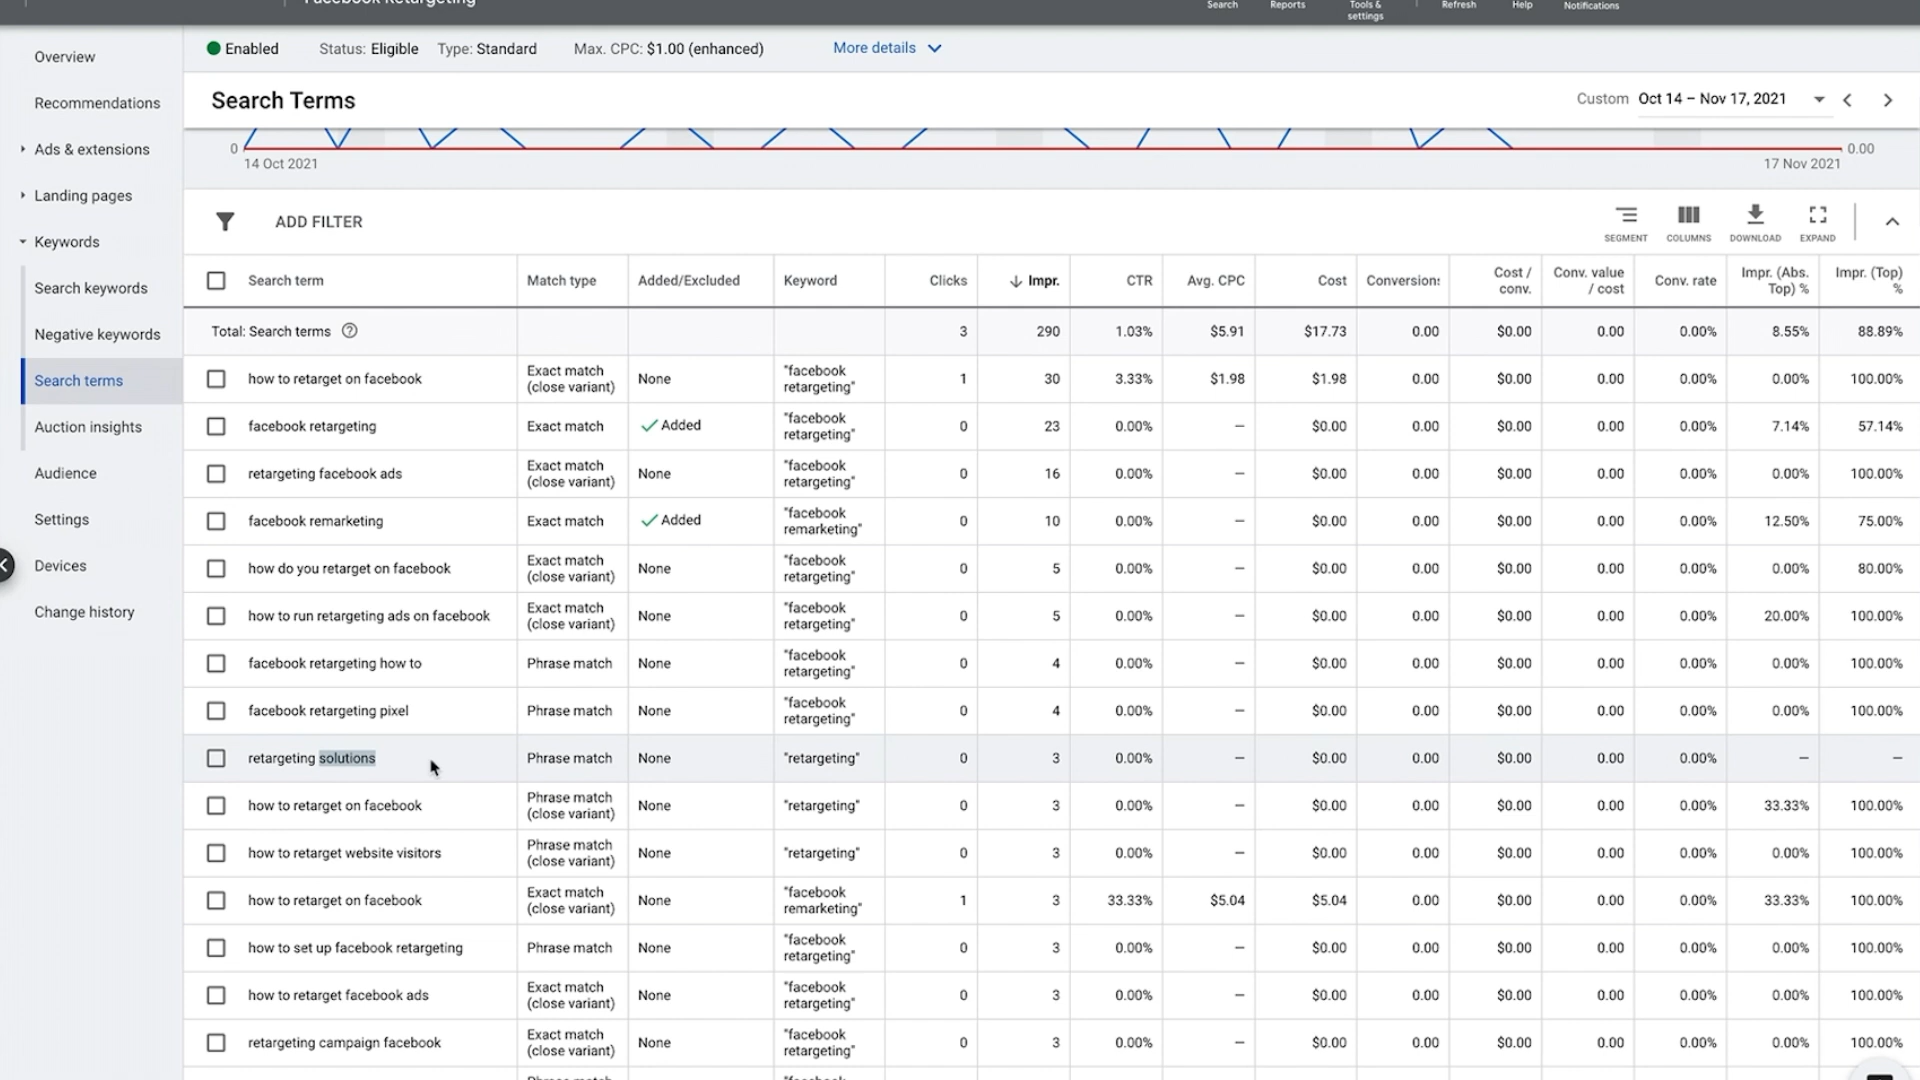 Facebook Retargeting
Search
Reports
Tools &
settings
Refresh
Help
Notifications
Overview
Recommendations
Ads & extensions
Landing pages
Keywords
Search keywords
Negative keywords
Search terms
Auction insights
Audience
Settings
Devices
Change history
Enabled Status: Eligible Type: Standard Max. CPC: $1.00 (enhanced) More details
Search Terms
Custom Oct 14 – Nov 17, 2021
0 0.00
14 Oct 2021 17 Nov 2021
ADD FILTER
SEGMENT COLUMNS DOWNLOAD EXPAND
Search term Match type Added/Excluded Keyword Clicks Impr. CTR Avg. CPC Cost Conversions Cost / conv. Conv. value / cost Conv. rate Impr. (Abs. Top) % Impr. (Top) %
Total: Search terms 3 290 1.03% $5.91 $17.73 0.00 $0.00 0.00 0.00% 8.55% 88.89%
how to retarget on facebook Exact match (close variant) None "facebook retargeting" 1 30 3.33% $1.98 $1.98 0.00 $0.00 0.00 0.00% 0.00% 100.00%
facebook retargeting Exact match Added "facebook retargeting" 0 23 0.00% – $0.00 0.00 $0.00 0.00 0.00% 7.14% 57.14%
retargeting facebook ads Exact match (close variant) None "facebook retargeting" 0 16 0.00% – $0.00 0.00 $0.00 0.00 0.00% 0.00% 100.00%
facebook remarketing Exact match Added "facebook remarketing" 0 10 0.00% – $0.00 0.00 $0.00 0.00 0.00% 12.50% 75.00%
how do you retarget on facebook Exact match (close variant) None "facebook retargeting" 0 5 0.00% – $0.00 0.00 $0.00 0.00 0.00% 0.00% 80.00%
how to run retargeting ads on facebook Exact match (close variant) None "facebook retargeting" 0 5 0.00% – $0.00 0.00 $0.00 0.00 0.00% 20.00% 100.00%
facebook retargeting how to Phrase match None "facebook retargeting" 0 4 0.00% – $0.00 0.00 $0.00 0.00 0.00% 0.00% 100.00%
facebook retargeting pixel Phrase match None "facebook retargeting" 0 4 0.00% – $0.00 0.00 $0.00 0.00 0.00% 0.00% 100.00%
retargeting solutions Phrase match None "retargeting" 0 3 0.00% – $0.00 0.00 $0.00 0.00 0.00% – –
how to retarget on facebook Phrase match (close variant) None "retargeting" 0 3 0.00% – $0.00 0.00 $0.00 0.00 0.00% 33.33% 100.00%
how to retarget website visitors Phrase match (close variant) None "retargeting" 0 3 0.00% – $0.00 0.00 $0.00 0.00 0.00% 0.00% 100.00%
how to retarget on facebook Exact match (close variant) None "facebook remarketing" 1 3 33.33% $5.04 $5.04 0.00 $0.00 0.00 0.00% 33.33% 100.00%
how to set up facebook retargeting Phrase match None "facebook retargeting" 0 3 0.00% – $0.00 0.00 $0.00 0.00 0.00% 0.00% 100.00%
how to retarget facebook ads Exact match (close variant) None "facebook retargeting" 0 3 0.00% – $0.00 0.00 $0.00 0.00 0.00% 0.00% 100.00%
retargeting campaign facebook Exact match (close variant) None "facebook retargeting" 0 3 0.00% – $0.00 0.00 $0.00 0.00 0.00% 0.00% 100.00%